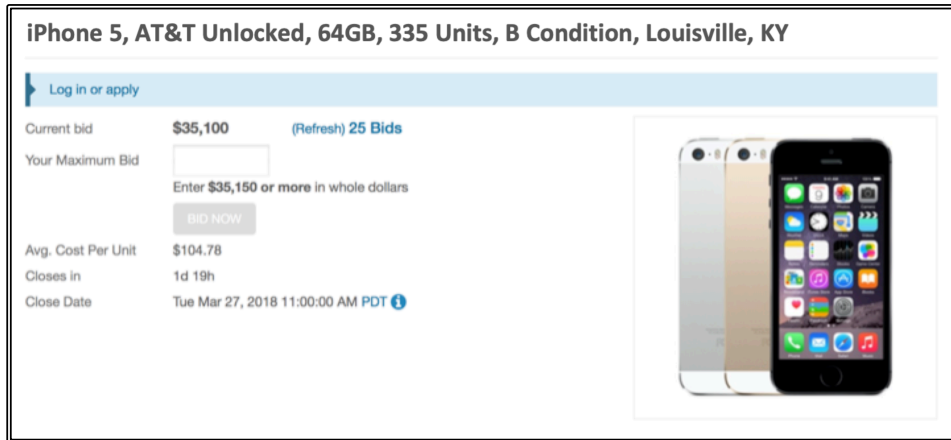 iPhone 5, AT&T Unlocked, 64GB, 335 Units, B Condition, Louisville, KY
Log in or apply
Current bid $35,100 (Refresh) 25 Bids
Your Maximum Bid
Enter $35,150 or more in whole dollars
BID NOW
Avg. Cost Per Unit $104.78
Closes in 1d 19h
Close Date Tue Mar 27, 2018 11:00:00 AM PDT